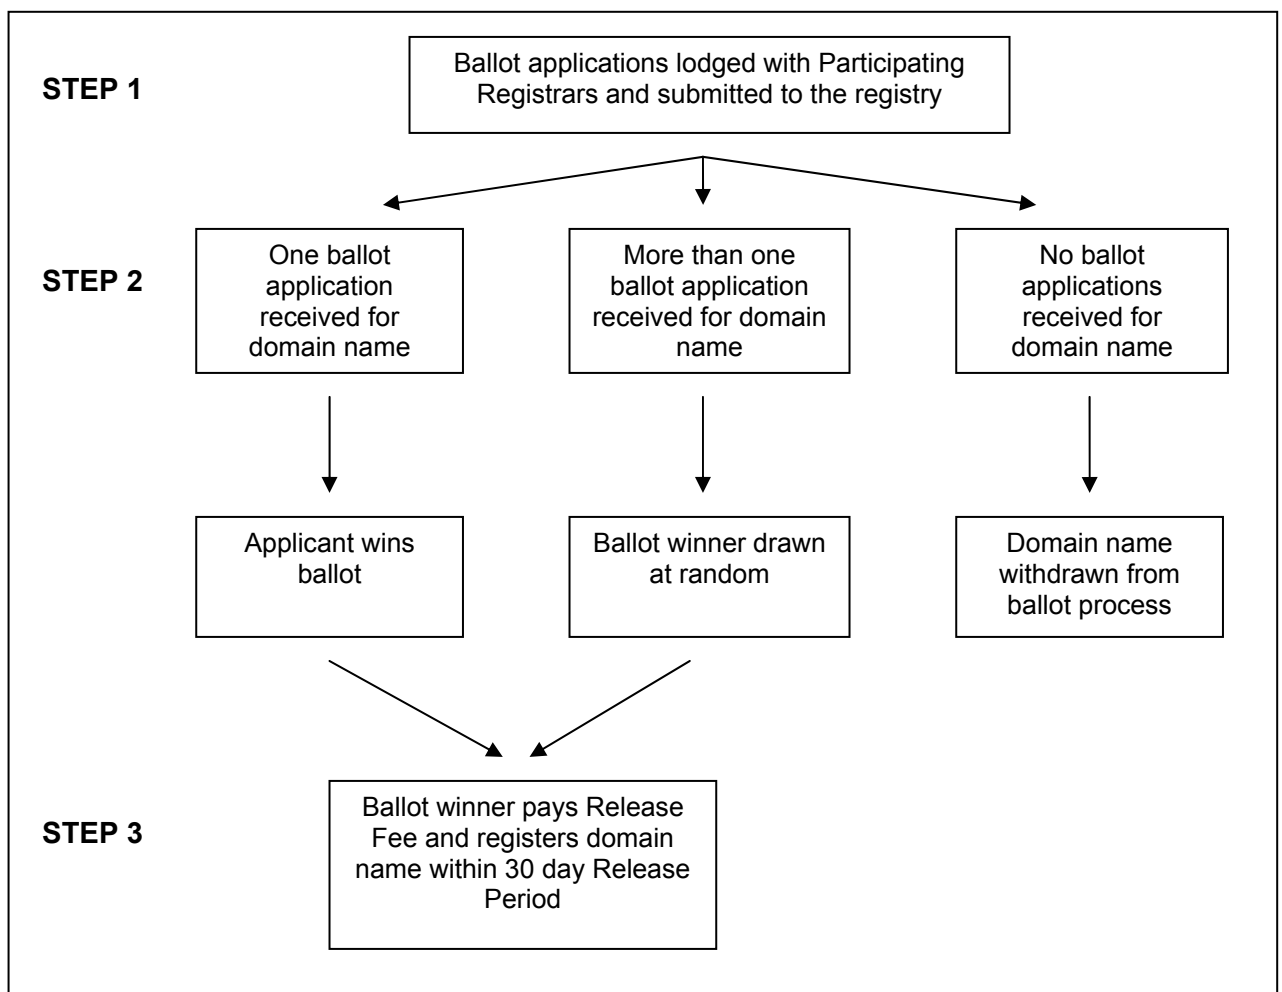 STEP 1
Ballot applications lodged with Participating
Registrars and submitted to the registry
STEP 2
One ballot
application
received for
domain name
More than one
ballot application
received for domain
name
No ballot
applications
received for
domain name
Applicant wins
ballot
Ballot winner drawn
at random
Domain name
withdrawn from
ballot process
STEP 3
Ballot winner pays Release
Fee and registers domain
name within 30 day Release
Period